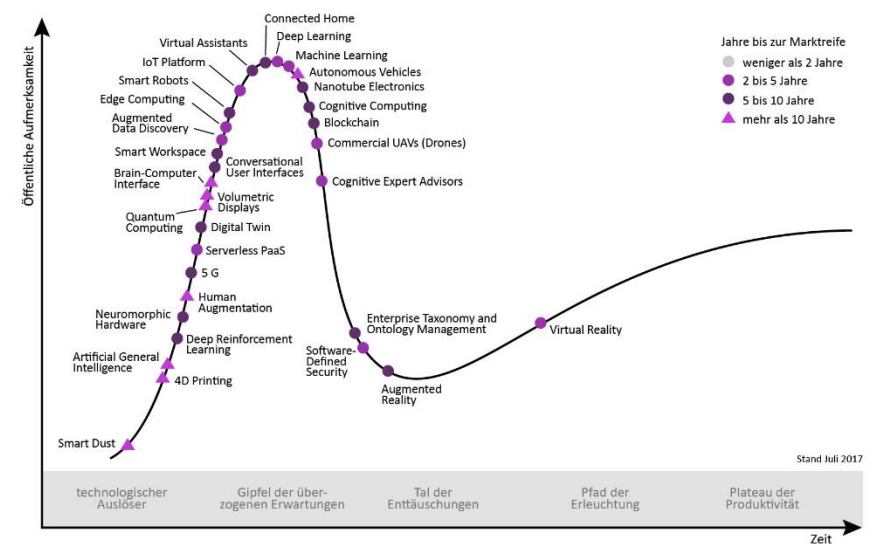 Öffentliche Aufmerksamkeit
Connected Home
Deep Learning
Virtual Assistants
Machine Learning
IoT Platform
Autonomous Vehicles
Smart Robots
Nanotube Electronics
Edge Computing
Cognitive Computing
Augmented
Data Discovery
Blockchain
Commercial UAVs (Drones)
Smart Workspace
Conversational
User Interfaces
Brain-Computer
Interface
Cognitive Expert Advisors
Volumetric
Displays
Quantum
Computing
Digital Twin
Serverless PaaS
5 G
Human
Augmentation
Neuromorphic
Hardware
Deep Reinforcement
Learning
Artificial General
Intelligence
4D Printing
Smart Dust
Enterprise Taxonomy and
Ontology Management
Software-
Defined
Security
Augmented
Reality
Virtual Reality
Jahre bis zur Marktreife
weniger als 2 Jahre
2 bis 5 Jahre
5 bis 10 Jahre
mehr als 10 Jahre
Stand Juli 2017
technologischer
Auslöser
Gipfel der über-
zogenen Erwartungen
Tal der
Enttäuschungen
Pfad der
Erleuchtung
Plateau der
Produktivität
Zeit